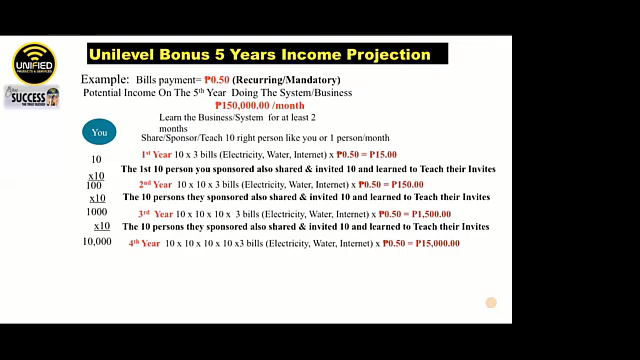 Unilevel Bonus 5 Years Income Projection
UNIFIED
PRODUCTS & SERVICES
SUCCESS
Example: Bills payment= ₱0.50 (Recurring/Mandatory)
Potential Income On The 5th Year Doing The System/Business
₱150,000.00 /month
Learn the Business/System for at least 2
months
You
Share/Sponsor/Teach 10 right person like you or 1 person/month
10
1st Year 10 x 3 bills (Electricity, Water, Internet) x ₱0.50 = P15.00
x10
The 1st 10 person you sponsored also shared & invited 10 and learned to Teach their Invites
100
2nd Year 10 x 10 x 3 bills (Electricity, Water, Internet) x ₱0.50 = P150.00
x10
The 10 persons they sponsored also shared & invited 10 and learned to Teach their Invites
1000
3rd Year 10 x 10 x 10 x 3 bills (Electricity, Water, Internet) x ₱0.50 = P1,500.00
x10
The 10 persons they sponsored also shared & invited 10 and learned to Teach their Invites
10,000
4th Year 10 x 10 x 10 x 10 x3 bills (Electricity, Water, Internet) x ₱0.50 = P15,000.00